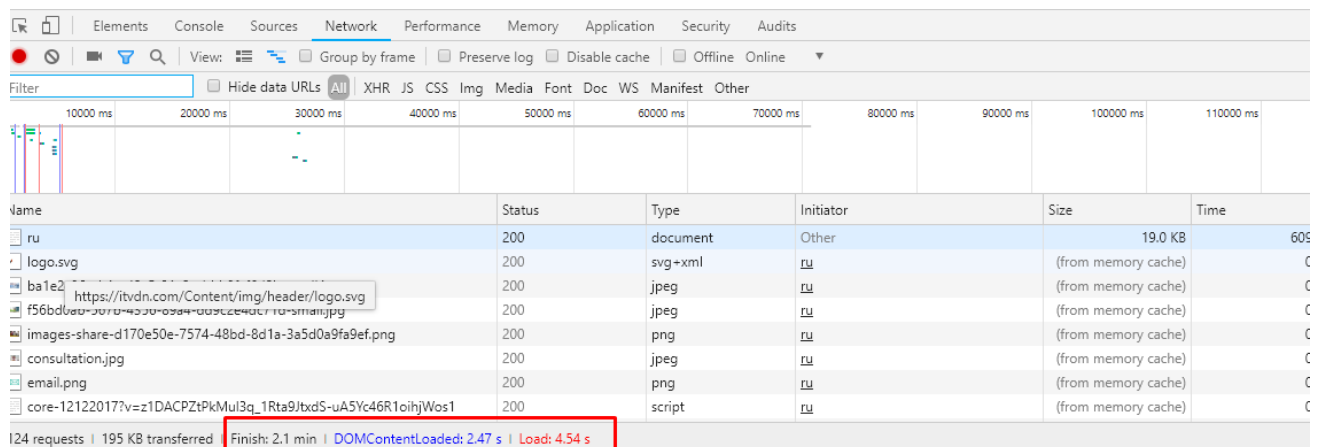 Elements Console Sources Network Performance Memory Application Security Audits
View: Group by frame Preserve log Disable cache Offline Online
Filter Hide data URLs All XHR JS CSS Img Media Font Doc WS Manifest Other
10000 ms 20000 ms 30000 ms 40000 ms 50000 ms 60000 ms 70000 ms 80000 ms 90000 ms 100000 ms 110000 ms
Name Status Type Initiator Size Time
ru 200 document Other 19.0 KB 609
logo.svg 200 svg+xml ru (from memory cache)
200 jpeg ru (from memory cache)
https://itvdn.com/Content/img/header/logo.svg
200 jpeg ru (from memory cache)
images-share-d170e50e-7574-48bd-8d1a-3a5d0a9fa9ef.png 200 png ru (from memory cache)
consultation.jpg 200 jpeg ru (from memory cache)
email.png 200 png ru (from memory cache)
core-12122017?v=z1DACPZtPkMul3q_1Rta9JtxdS-uA5Yc46R1oihjWos1 200 script ru (from memory cache)
124 requests | 195 KB transferred | Finish: 2.1 min | DOMContentLoaded: 2.47 s | Load: 4.54 s